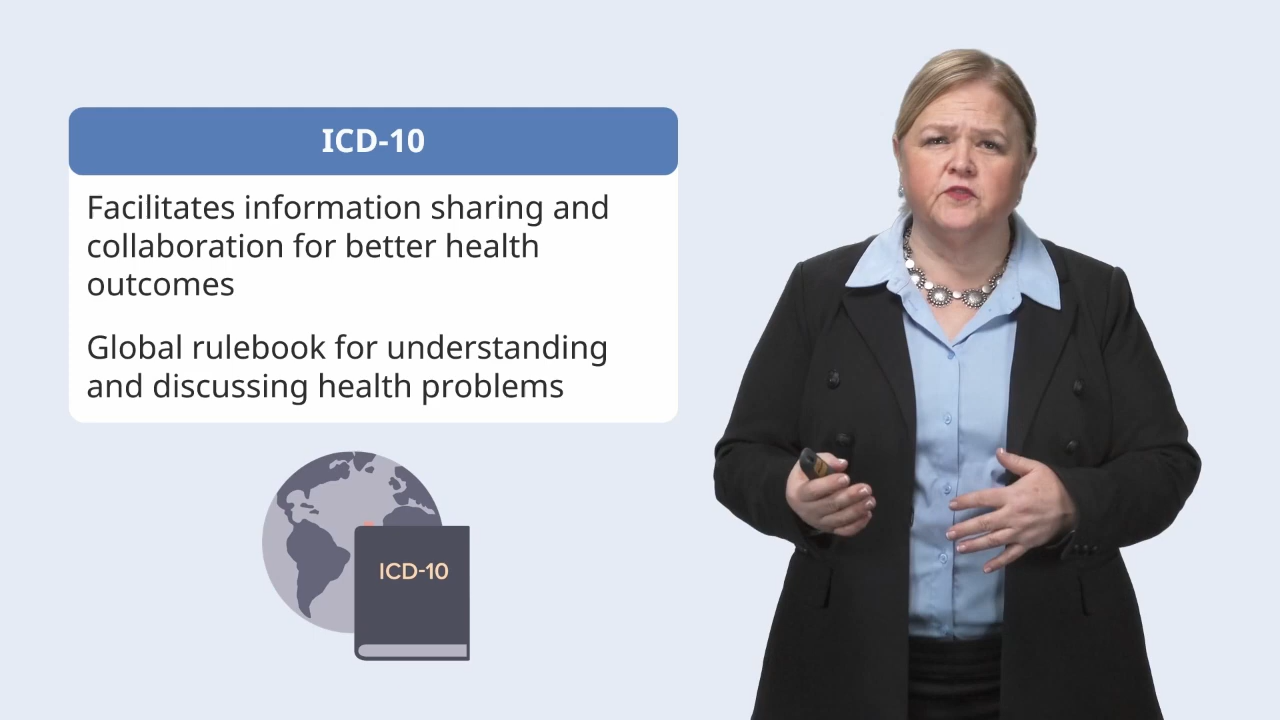 ICD-10
Facilitates information sharing and
collaboration for better health
outcomes
Global rulebook for understanding
and discussing health problems
ICD-10